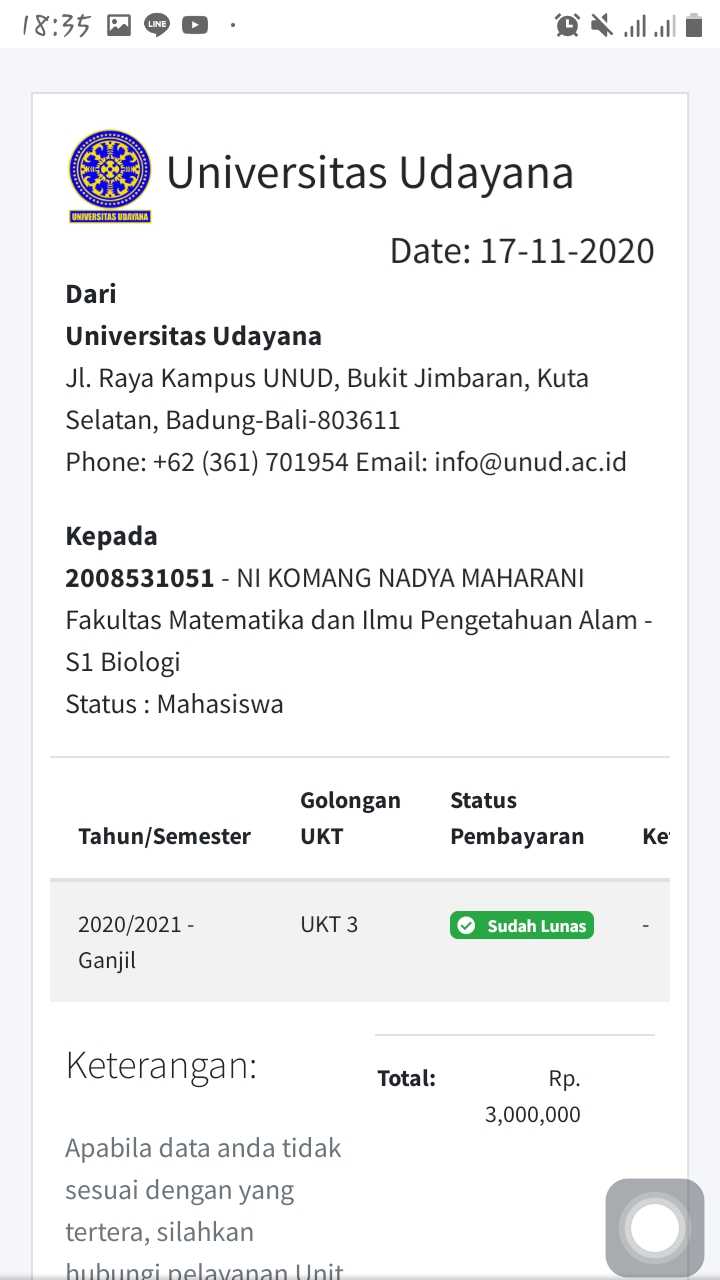 18:35
LINE
Universitas Udayana
UNIVERSITAS UDAYANA
Date: 17-11-2020
Dari
Universitas Udayana
Jl. Raya Kampus UNUD, Bukit Jimbaran, Kuta
Selatan, Badung-Bali-803611
Phone: +62 (361) 701954 Email: info@unud.ac.id
Kepada
2008531051 - NI KOMANG NADYA MAHARANI
Fakultas Matematika dan Ilmu Pengetahuan Alam -
S1 Biologi
Status : Mahasiswa
Tahun/Semester Golongan UKT Status Pembayaran
2020/2021 - Ganjil UKT 3 Sudah Lunas -
Keterangan:
Total: Rp. 3,000,000
Apabila data anda tidak
sesuai dengan yang
tertera, silahkan
hubungi pelayanan Unit